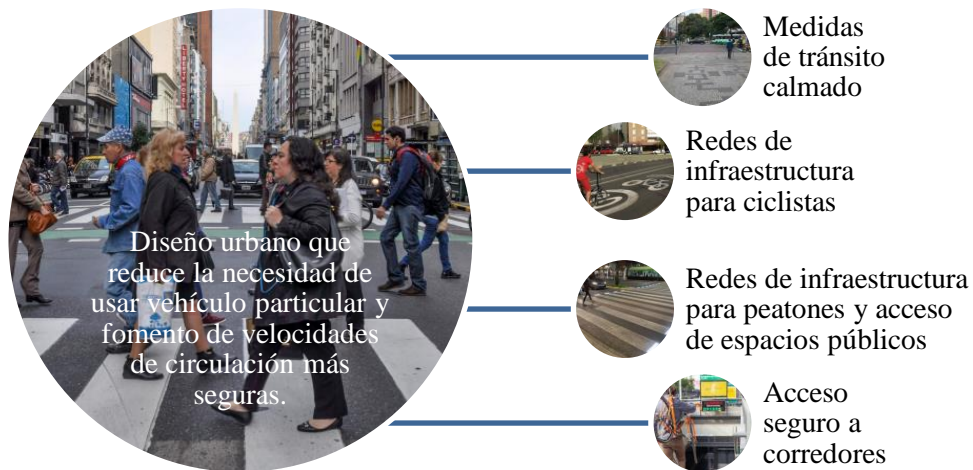 Diseño urbano que
reduce la necesidad de
usar vehículo particular y
fomento de velocidades
de circulación más
seguras.
Medidas
de tránsito
calmado
Redes de
infraestructura
para ciclistas
Redes de infraestructura
para peatones y acceso
de espacios públicos
Acceso
seguro a
corredores